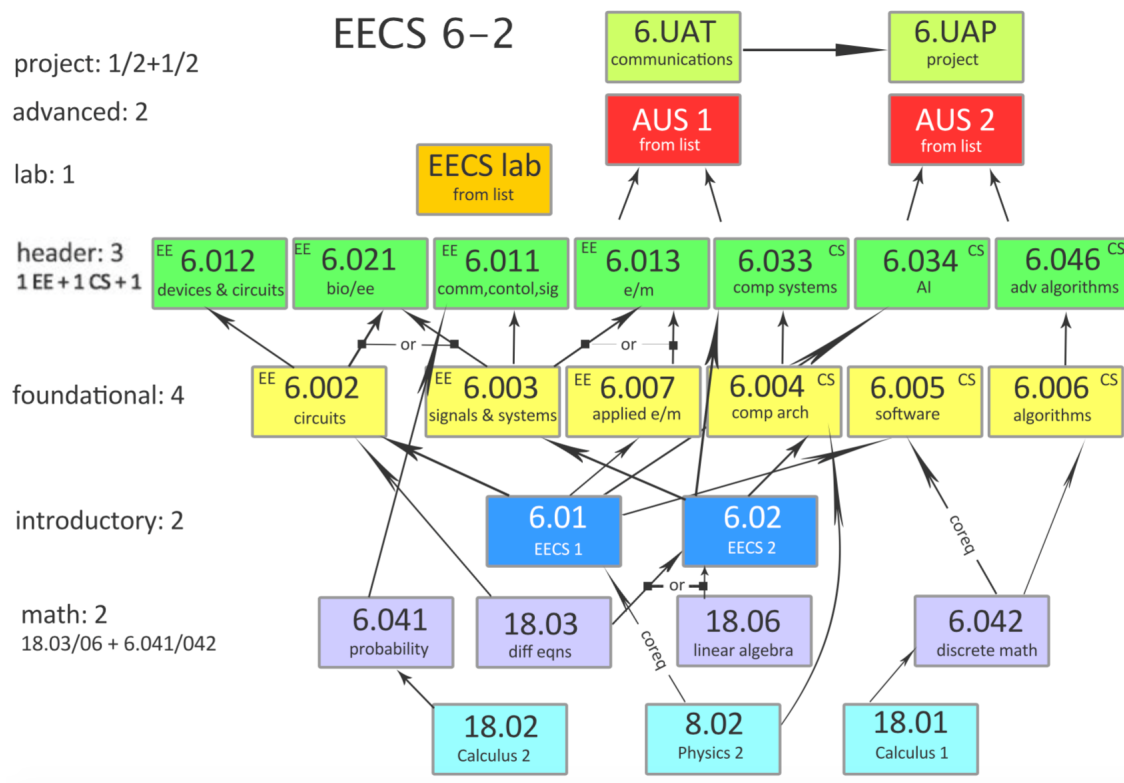 EECS 6-2
6.UAT
communications
6.UAP
project
project: 1/2+1/2
advanced: 2
AUS 1
from list
AUS 2
from list
lab: 1
EECS lab
from list
header: 3
1 EE + 1 CS + 1
EE 6.012
devices & circuits
EE 6.021
bio/ee
EE 6.011
comm,contol,sig
EE 6.013
e/m
6.033 CS
comp systems
6.034 CS
AI
6.046 CS
adv algorithms
or
or
foundational: 4
EE 6.002
circuits
EE 6.003
signals & systems
EE 6.007
applied e/m
6.004 CS
comp arch
6.005 CS
software
6.006 CS
algorithms
introductory: 2
6.01
EECS 1
6.02
EECS 2
coreq
or
math: 2
18.03/06 + 6.041/042
6.041
probability
18.03
diff eqns
coreq
18.06
linear algebra
6.042
discrete math
18.02
Calculus 2
8.02
Physics 2
18.01
Calculus 1